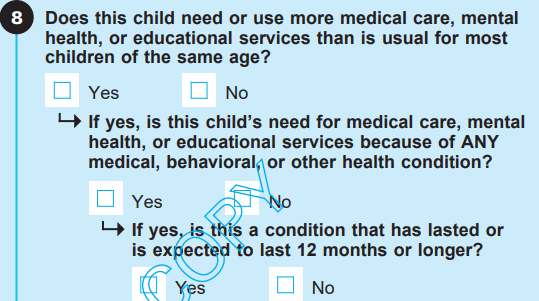 8 Does this child need or use more medical care, mental
health, or educational services than is usual for most
children of the same age?
Yes No
If yes, is this child's need for medical care, mental
health, or educational services because of ANY
medical, behavioral, or other health condition?
Yes No
If yes, is this a condition that has lasted or
is expected to last 12 months or longer?
Yes No
COPY